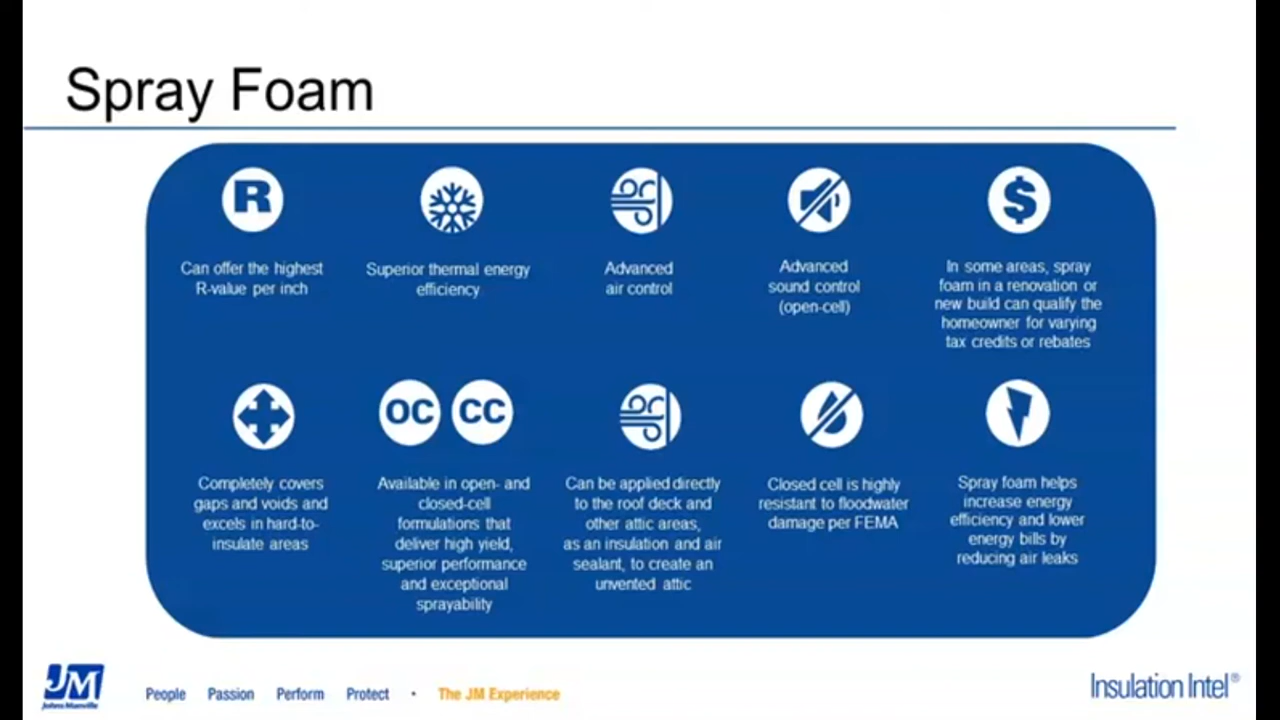 Spray Foam
R
Can offer the highest
R-value per inch
Superior thermal energy
efficiency
Advanced
air control
Advanced
sound control
(open-cell)
$
In some areas, spray
foam in a renovation or
new build can qualify the
homeowner for varying
tax credits or rebates
Completely covers
gaps and voids and
excels in hard-to-
insulate areas
OC CC
Available in open- and
closed-cell
formulations that
deliver high yield,
superior performance
and exceptional
sprayability
Can be applied directly
to the roof deck and
other attic areas,
as an insulation and air
sealant, to create an
unvented attic
Closed cell is highly
resistant to floodwater
damage per FEMA
Spray foam helps
increase energy
efficiency and lower
energy bills by
reducing air leaks
JM
Johns Manville
People Passion Perform Protect • The JM Experience
Insulation Intel®